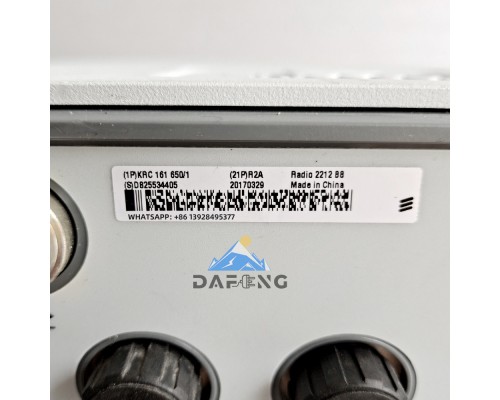 (1P)KRC 161 650/1 (21P)R2A Radio 2212 B8
(S)D825534405 20170329 Made in China
WHATSAPP: +86 13928495377
DAFENG